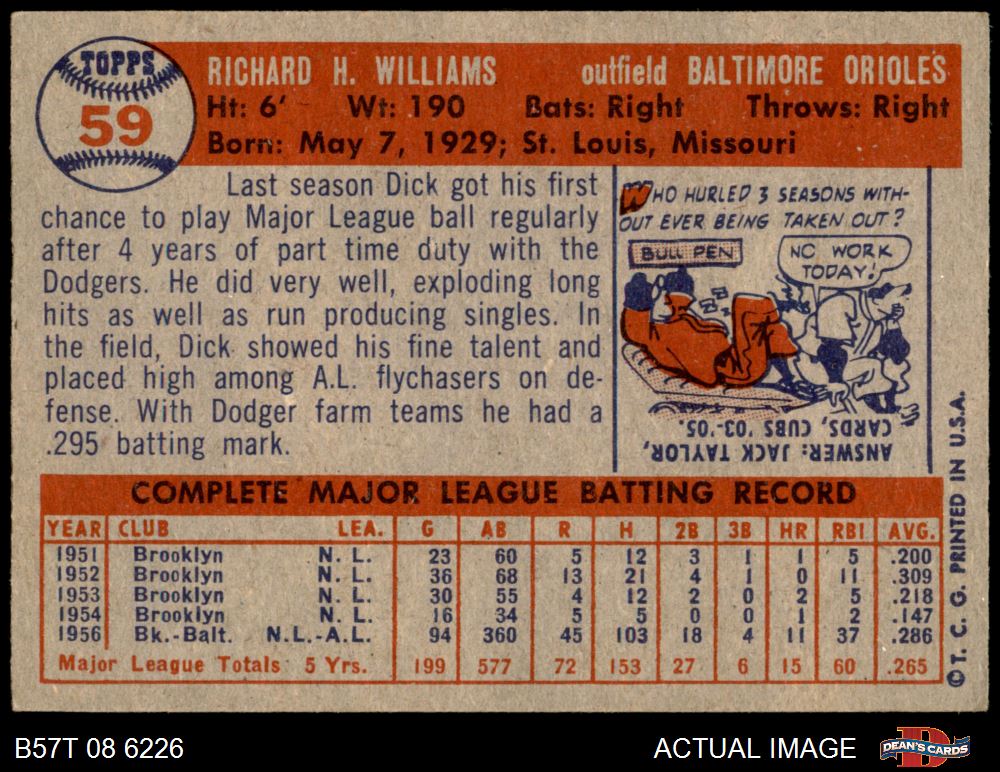 TOPPS
59
RICHARD H. WILLIAMS outfield BALTIMORE ORIOLES
Ht: 6' Wt: 190 Bats: Right Throws: Right
Born: May 7, 1929; St. Louis, Missouri
Last season Dick got his first
chance to play Major League ball regularly
after 4 years of part time duty with the
Dodgers. He did very well, exploding long
hits as well as run producing singles. In
the field, Dick showed his fine talent and
placed high among A.L. flychasers on de-
fense. With Dodger farm teams he had a
.295 batting mark.
WHO HURLED 3 SEASONS WITH-
OUT EVER BEING TAKEN OUT?
BULL PEN
NO WORK
TODAY!
ZZZ
ANSWER: JACK TAYLOR,
CARDS, CUBS '03-'05.
COMPLETE MAJOR LEAGUE BATTING RECORD
YEAR CLUB LEA. G AB R H 2B 3B HR RBI AVG.
1951 Brooklyn N. L. 23 60 5 12 3 1 1 5 .200
1952 Brooklyn N. L. 36 68 13 21 4 1 0 11 .309
1953 Brooklyn N. L. 30 55 4 12 2 0 2 5 .218
1954 Brooklyn N. L. 16 34 5 5 0 0 1 2 .147
1956 Bk.-Balt. N.L.-A.L. 94 360 45 103 18 4 11 37 .286
Major League Totals 5 Yrs. 199 577 72 153 27 6 15 60 .265
©T. C. G. PRINTED IN U.S.A.
B57T 08 6226
ACTUAL IMAGE
DEAN'S CARDS